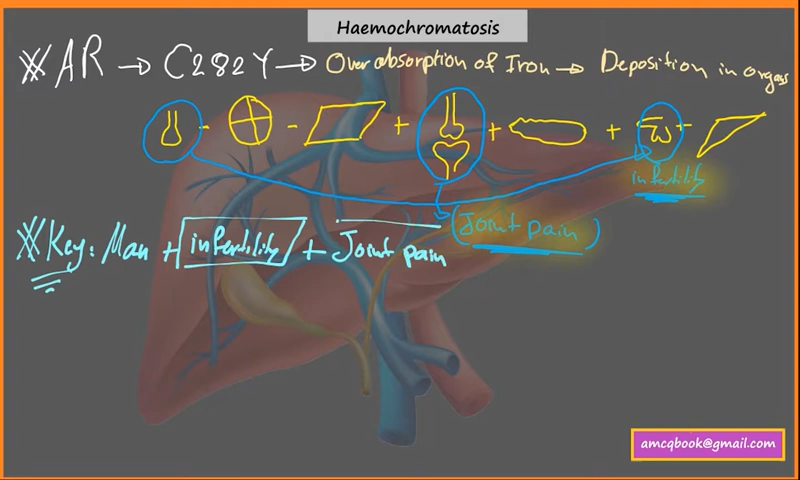 Haemochromatosis
AR → C282Y → Over absorption of Iron → Deposition in orgass
infertility
(Joint pain)
Key: Man + infertility + Joint pain
amcqbook@gmail.com